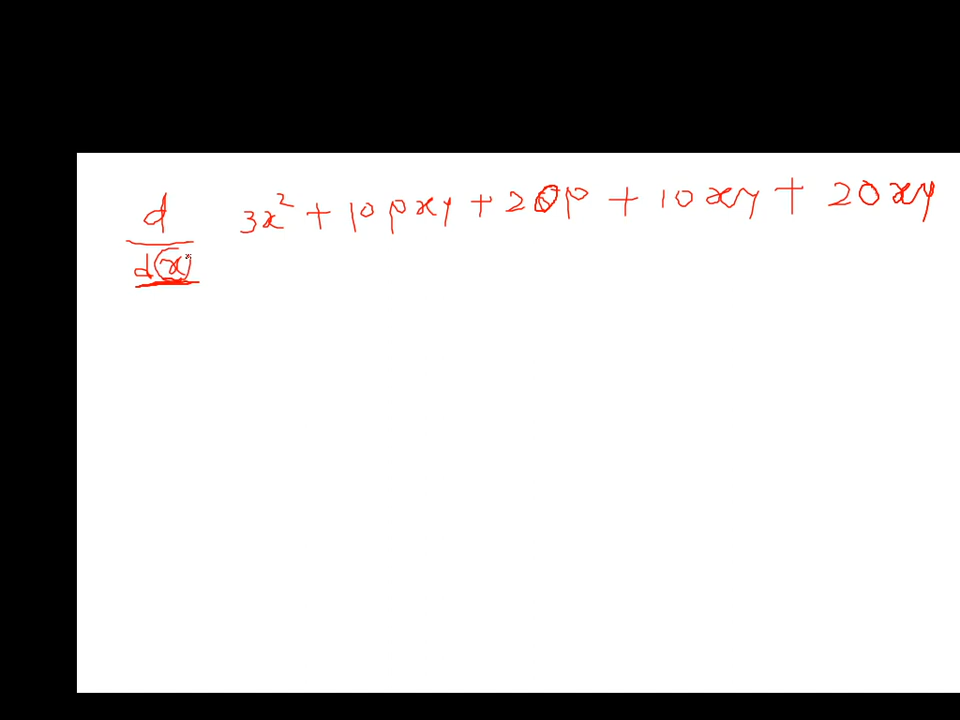 d 3x² + 10pxy + 20p + 10xy + 20xy
d(x)